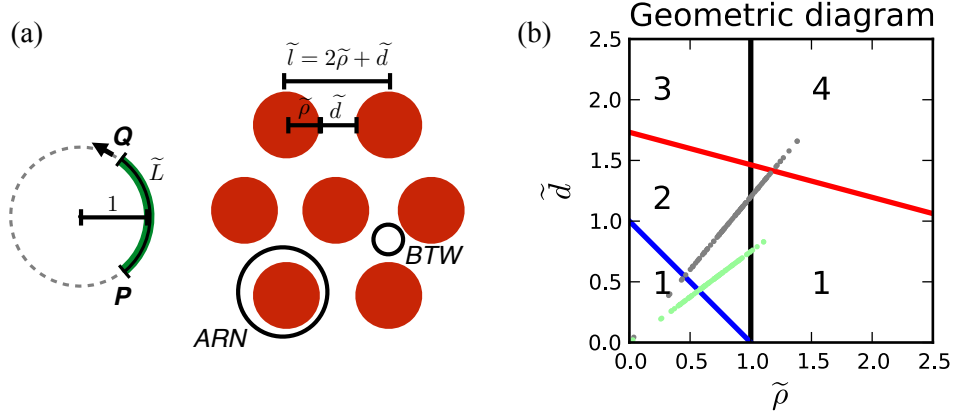 (a)
l̃ = 2ρ̃ + d̃
ρ̃ d̃
Q
L̃
1
P
BTW
ARN
(b)
Geometric diagram
2.5
2.0
1.5
1.0
0.5
0.0
d̃
3 4
2
1 1
0.0 0.5 1.0 1.5 2.0 2.5
ρ̃